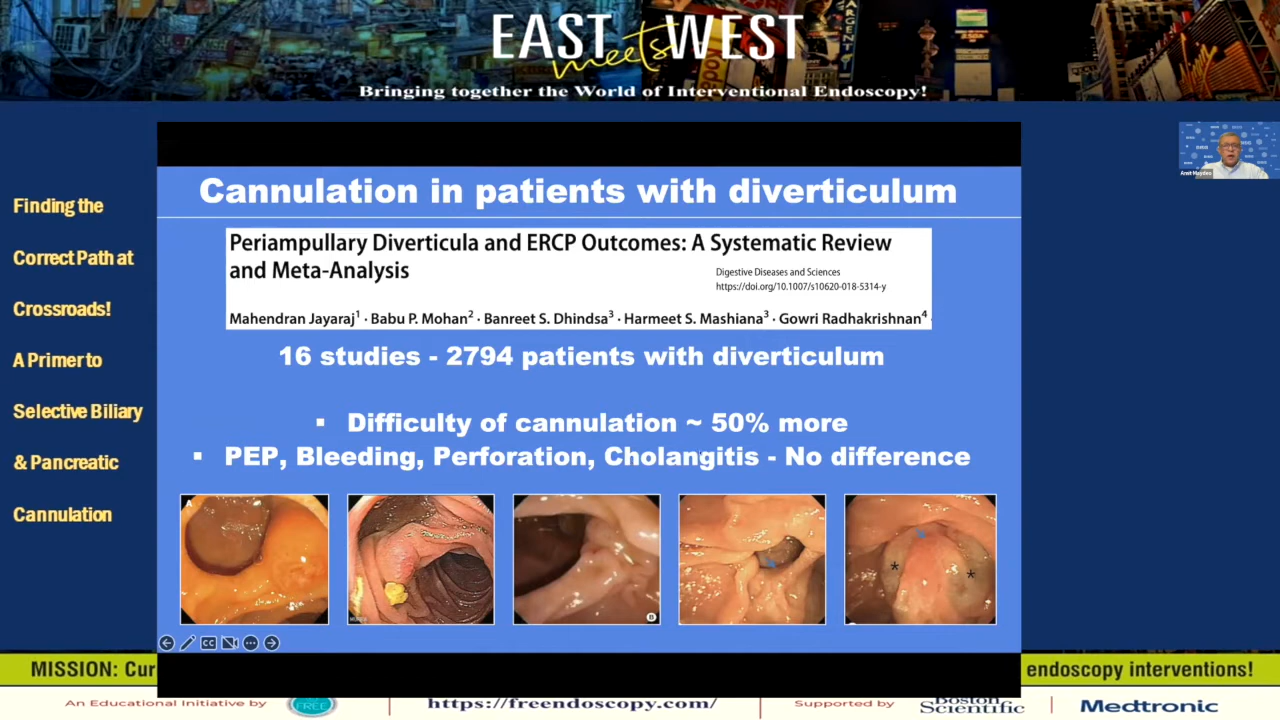 EAST meets WEST
Bringing together the World of Interventional Endoscopy!
Finding the
Correct Path at
Crossroads!
A Primer to
Selective Biliary
& Pancreatic
Cannulation
Cannulation in patients with diverticulum
Periampullary Diverticula and ERCP Outcomes: A Systematic Review
and Meta-Analysis
Digestive Diseases and Sciences
https://doi.org/10.1007/s10620-018-5314-y
Mahendran Jayaraj1 · Babu P. Mohan2 · Banreet S. Dhindsa3 · Harmeet S. Mashiana3 · Gowri Radhakrishnan4
16 studies - 2794 patients with diverticulum
▪ Difficulty of cannulation ~ 50% more
▪ PEP, Bleeding, Perforation, Cholangitis - No difference
A
B
* *
CC
Amit Maydeo
MISSION: Cur
endoscopy interventions!
An Educational Initiative by
FREE
https://freendoscopy.com/
Supported by
Boston
Scientific
Medtronic